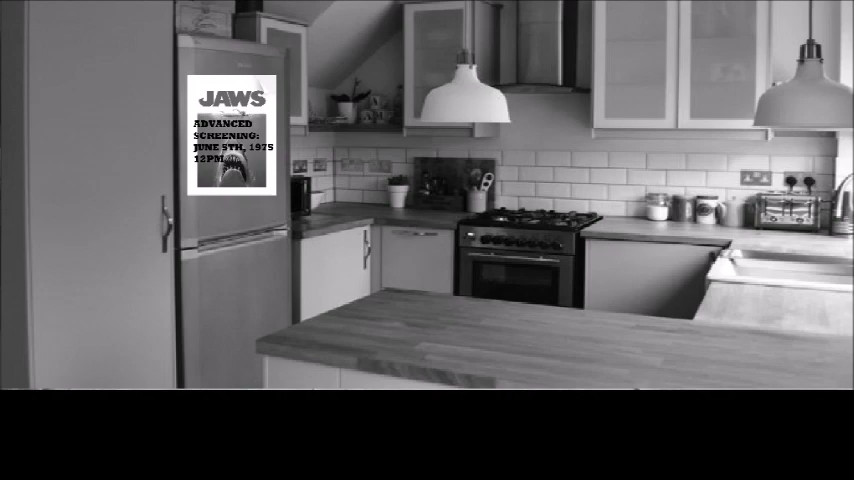 JAWS
ADVANCED
SCREENING:
JUNE 5TH, 1975
12PM